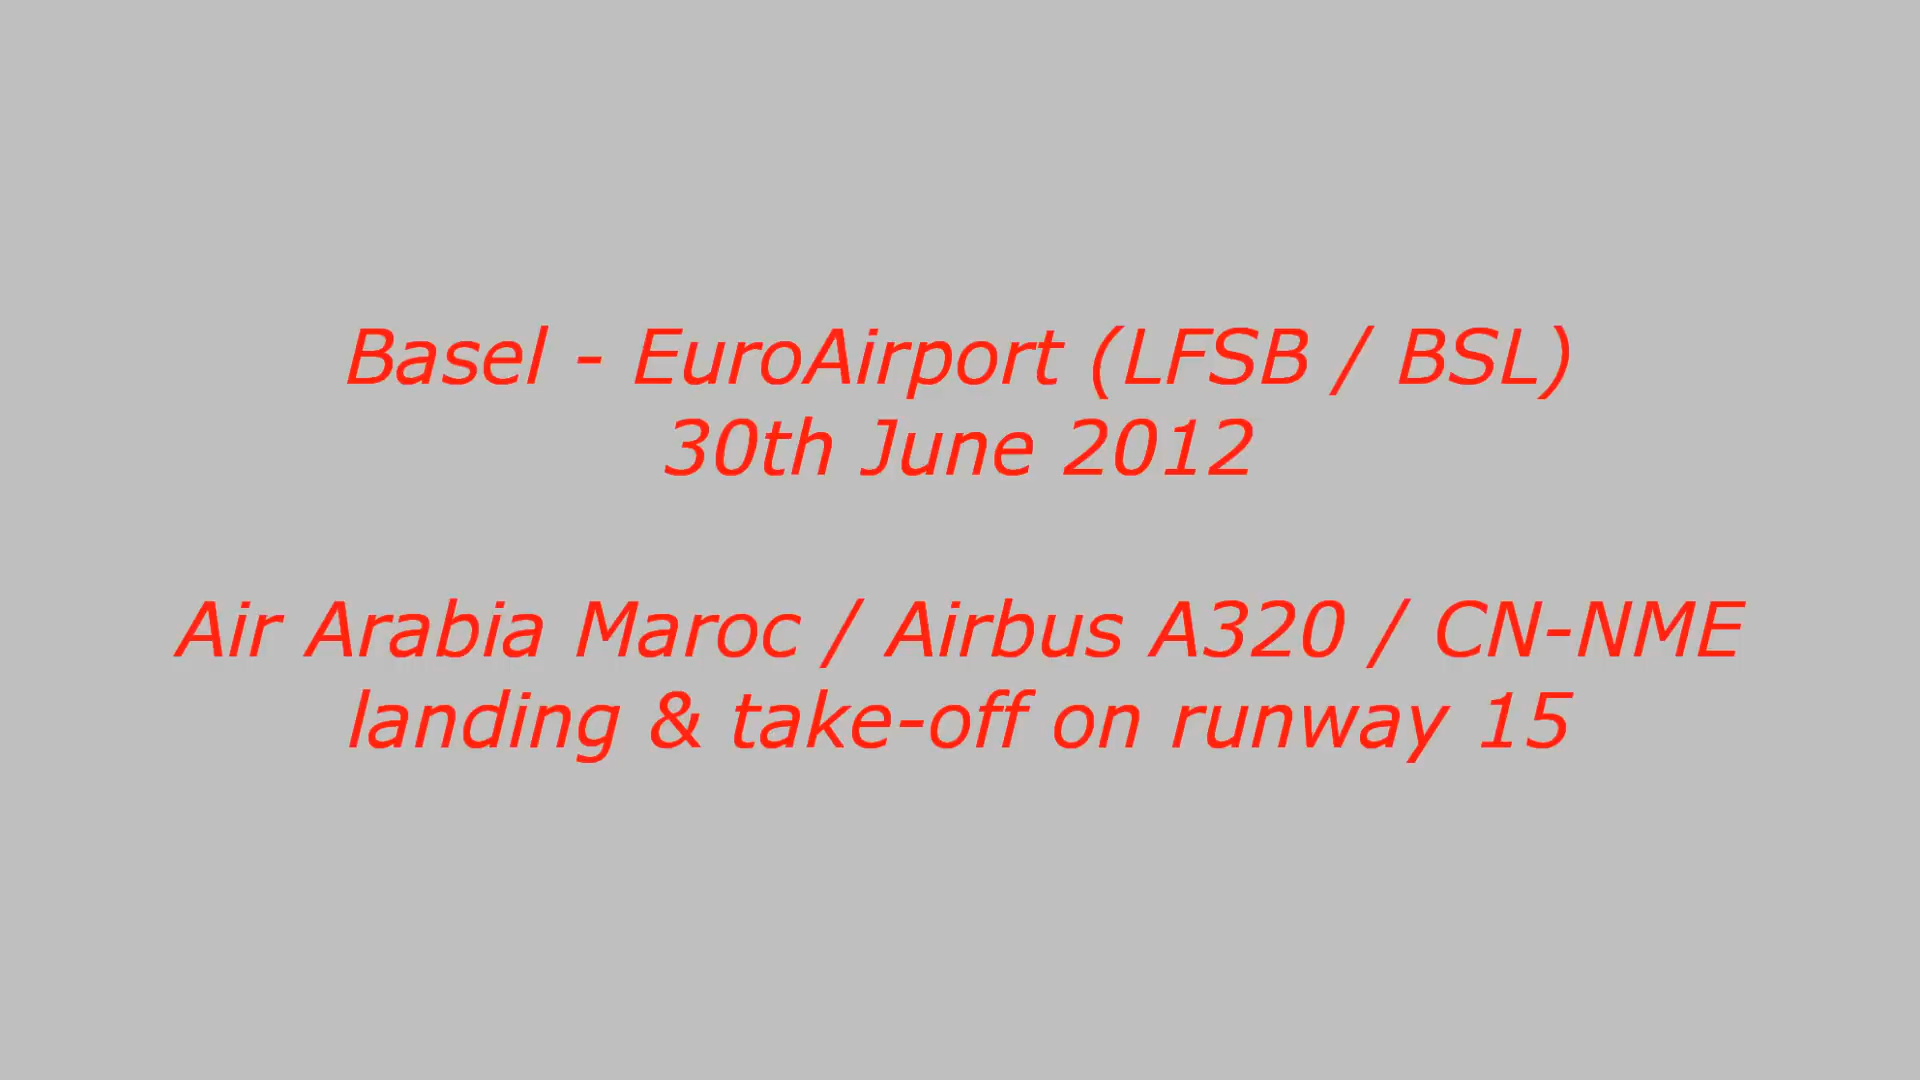 Basel - EuroAirport (LFSB / BSL)
30th June 2012
Air Arabia Maroc / Airbus A320 / CN-NME
landing & take-off on runway 15